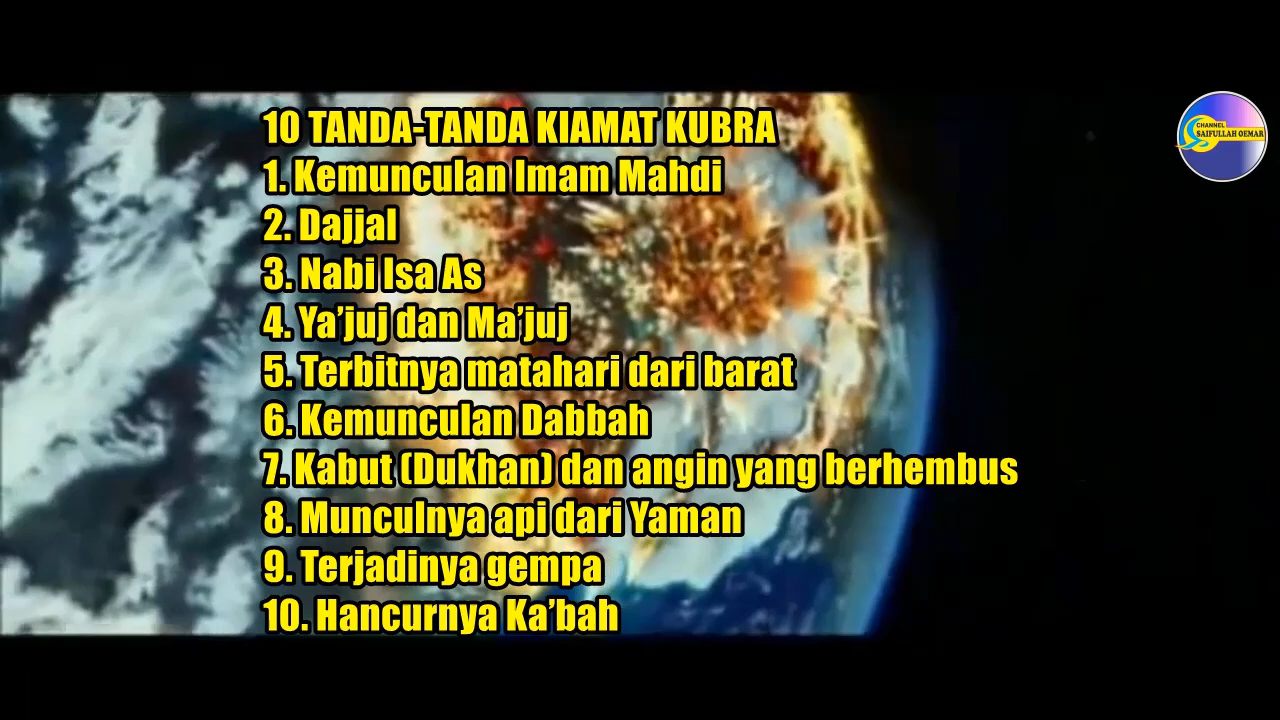 10 TANDA-TANDA KIAMAT KUBRA
1. Kemunculan Imam Mahdi
2. Dajjal
3. Nabi Isa As
4. Ya’juj dan Ma’juj
5. Terbitnya matahari dari barat
6. Kemunculan Dabbah
7. Kabut (Dukhan) dan angin yang berhembus
8. Munculnya api dari Yaman
9. Terjadinya gempa
10. Hancurnya Ka’bah
CHANNEL
SAIFULLAH OEMAR